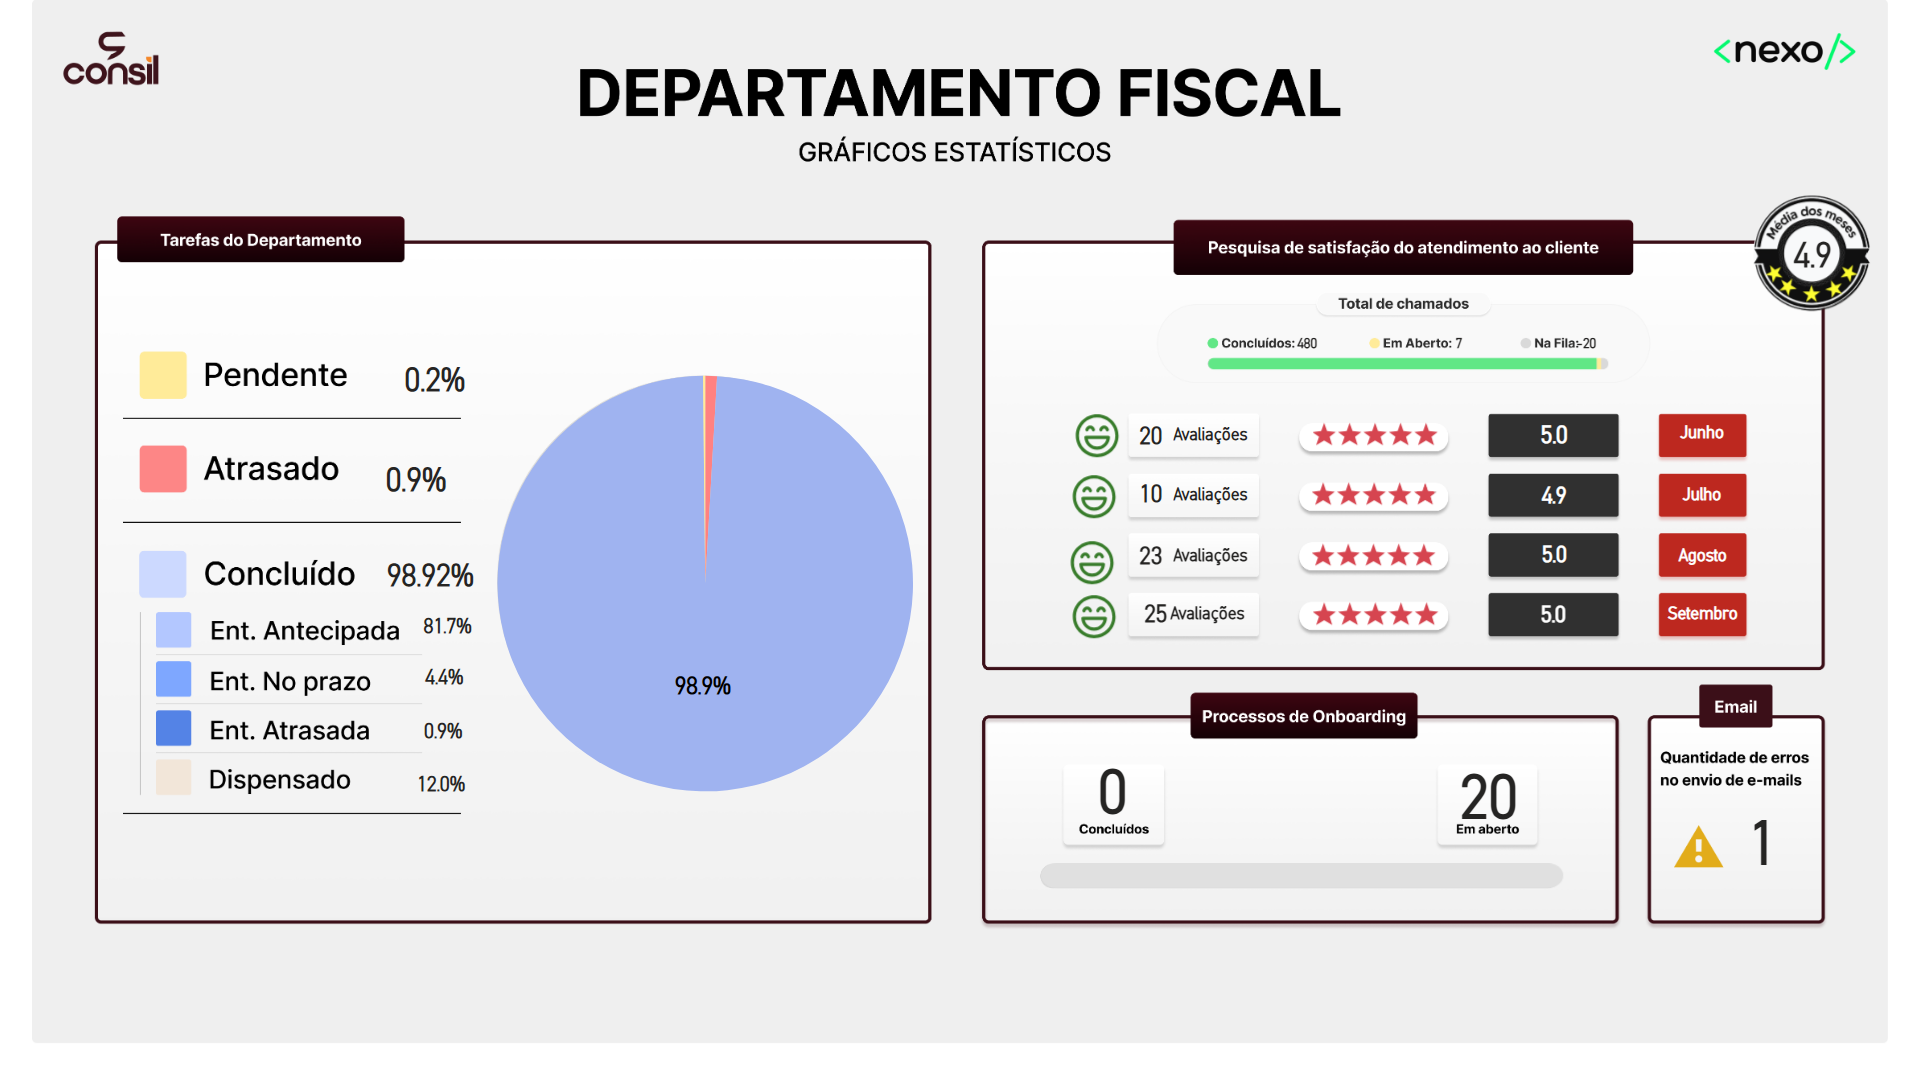 consil
<nexo/>
DEPARTAMENTO FISCAL
GRÁFICOS ESTATÍSTICOS
Tarefas do Departamento
Pendente 0.2%
Atrasado 0.9%
Concluído 98.92%
Ent. Antecipada 81.7%
Ent. No prazo 4.4%
Ent. Atrasada 0.9%
Dispensado 12.0%
98.9%
Pesquisa de satisfação do atendimento ao cliente
Média dos meses
4.9
Total de chamados
Concluídos: 480 Em Aberto: 7 Na Fila:-20
20 Avaliações 5.0 Junho
10 Avaliações 4.9 Julho
23 Avaliações 5.0 Agosto
25 Avaliações 5.0 Setembro
Processos de Onboarding
0 20
Concluídos Em aberto
Email
Quantidade de erros
no envio de e-mails
1